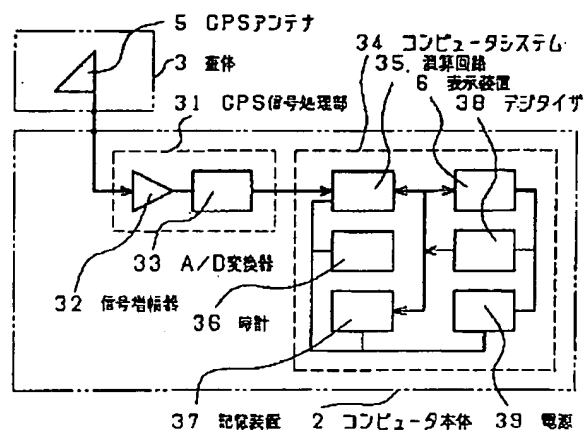 5 GPSアンテナ
3 蓋体
34 コンピュータシステム
35 演算回路
31 GPS信号処理部
6 表示装置
38 デジタイザ
33 A/D変換器
32 信号増幅器
36 時計
37 記憶装置
2 コンピュータ本体
39 電源